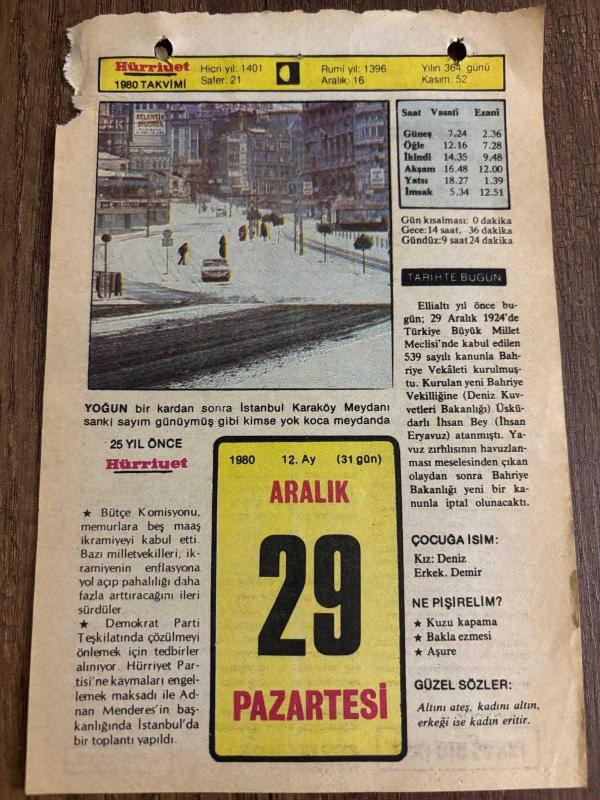 Hürriyet
1980 TAKVİMİ
Hicri yıl: 1401
Safer: 21
Rumi yıl: 1396
Aralık: 16
Yılın 364. günü
Kasım: 52
ATLANTİK
Saat Vasatî Ezanî
Güneş 7.24 2.36
Öğle 12.16 7.28
İkindi 14.35 9.48
Akşam 16.48 12.00
Yatsı 18.27 1.39
İmsak 5.34 12.51
Gün kısalması: 0 dakika
Gece:14 saat, 36 dakika
Gündüz:9 saat 24 dakika
TARİHTE BUGÜN
Ellialtı yıl önce bu-
gün; 29 Aralık 1924'de
Türkiye Büyük Millet
Meclisi'nde kabul edilen
539 sayılı kanunla Bah-
riye Vekâleti kurulmuş-
tu. Kurulan yeni Bahriye
Vekilliğine (Deniz Kuv-
vetleri Bakanlığı) Üskü-
darlı İhsan Bey (İhsan
Eryavuz) atanmıştı. Ya-
vuz zırhlısının havuzlan-
ması meselesinden çıkan
olaydan sonra Bahriye
Bakanlığı yeni bir ka-
nunla iptal olunacaktı.
YOĞUN bir kardan sonra İstanbul Karaköy Meydanı
sanki sayım günüymüş gibi kimse yok koca meydanda
25 YIL ÖNCE
Hürriyet
★ Bütçe Komisyonu,
memurlara beş maaş
ikramiyeyi kabul etti.
Bazı milletvekilleri, ik-
ramiyenin enflasyona
yol açıp pahalılığı daha
fazla arttıracağını ileri
sürdüler.
★ Demokrat Parti
Teşkilatında çözülmeyi
önlemek için tedbirler
alınıyor. Hürriyet Par-
tisi'ne kaymaları engel-
lemek maksadı ile Ad-
nan Menderes'in baş-
kanlığında İstanbul'da
bir toplantı yapıldı.
1980 12. Ay (31 gün)
ARALIK
29
PAZARTESİ
ÇOCUĞA İSİM:
Kız: Deniz
Erkek. Demir
NE PİŞİRELİM?
★ Kuzu kapama
★ Bakla ezmesi
★ Aşure
GÜZEL SÖZLER:
Altını ateş, kadını altın,
erkeği ise kadın eritir.